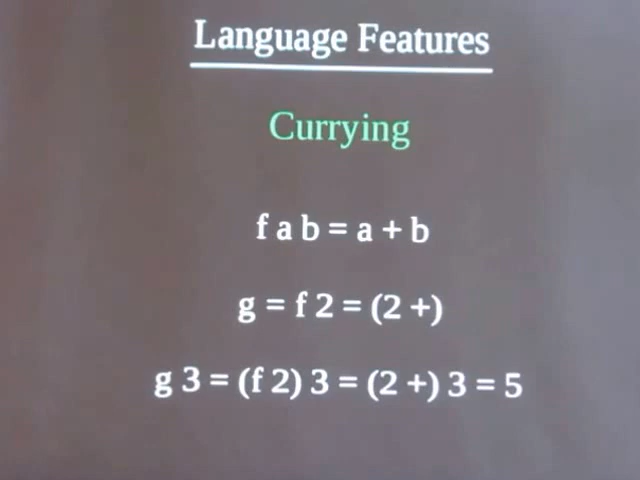 Language Features
Currying
f a b = a + b
g = f 2 = (2 +)
g 3 = (f 2) 3 = (2 +) 3 = 5